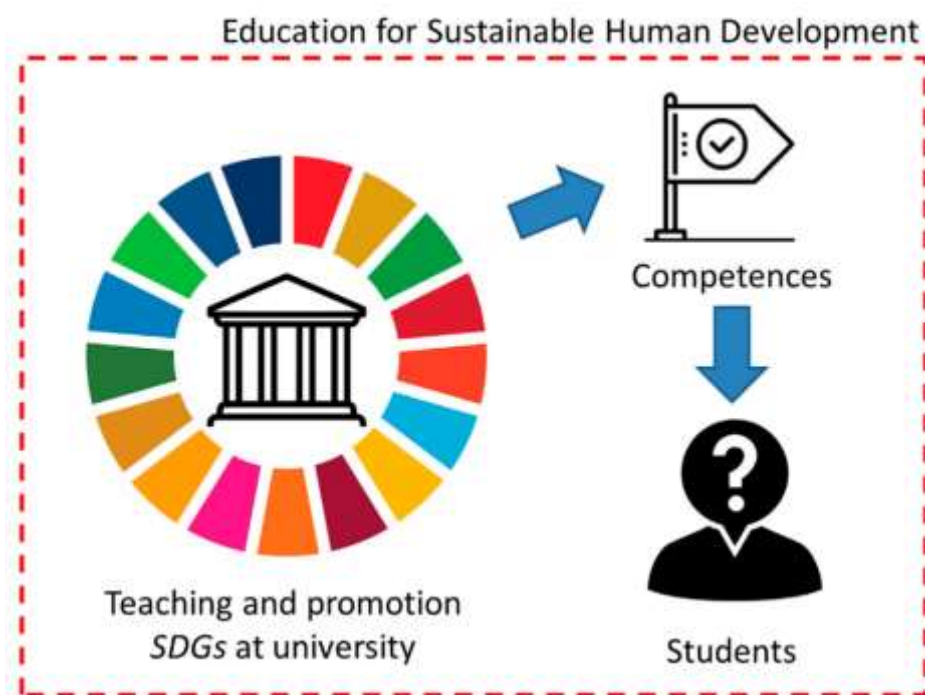 Education for Sustainable Human Development
Competences
Teaching and promotion
SDGs at university
?
Students